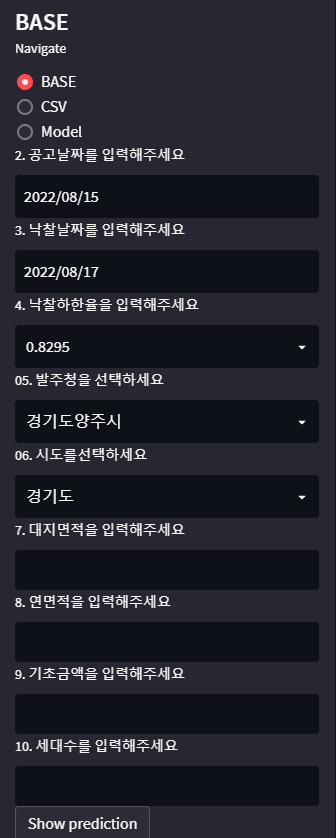 BASE
Navigate
BASE
CSV
Model
2. 공고날짜를 입력해주세요
2022/08/15
3. 낙찰날짜를 입력해주세요
2022/08/17
4. 낙찰하한율을 입력해주세요
0.8295
05. 발주청을 선택하세요
경기도양주시
06. 시도를선택하세요
경기도
7. 대지면적을 입력해주세요
8. 연면적을 입력해주세요
9. 기초금액을 입력해주세요
10. 세대수를 입력해주세요
Show prediction